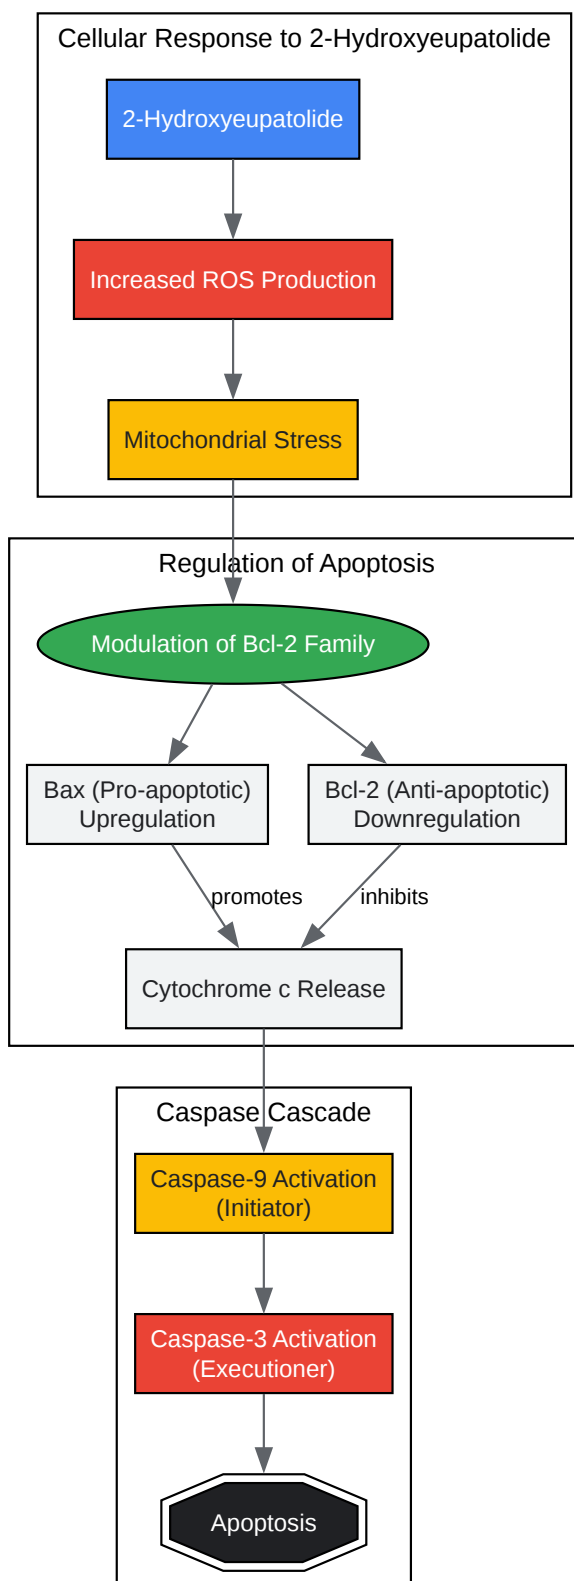 Cellular Response to 2-Hydroxyeupatolide
2-Hydroxyeupatolide
Increased ROS Production
Mitochondrial Stress
Regulation of Apoptosis
Modulation of Bcl-2 Family
Bax (Pro-apoptotic)
Upregulation
Bcl-2 (Anti-apoptotic)
Downregulation
promotes
inhibits
Cytochrome c Release
Caspase Cascade
Caspase-9 Activation
(Initiator)
Caspase-3 Activation
(Executioner)
Apoptosis